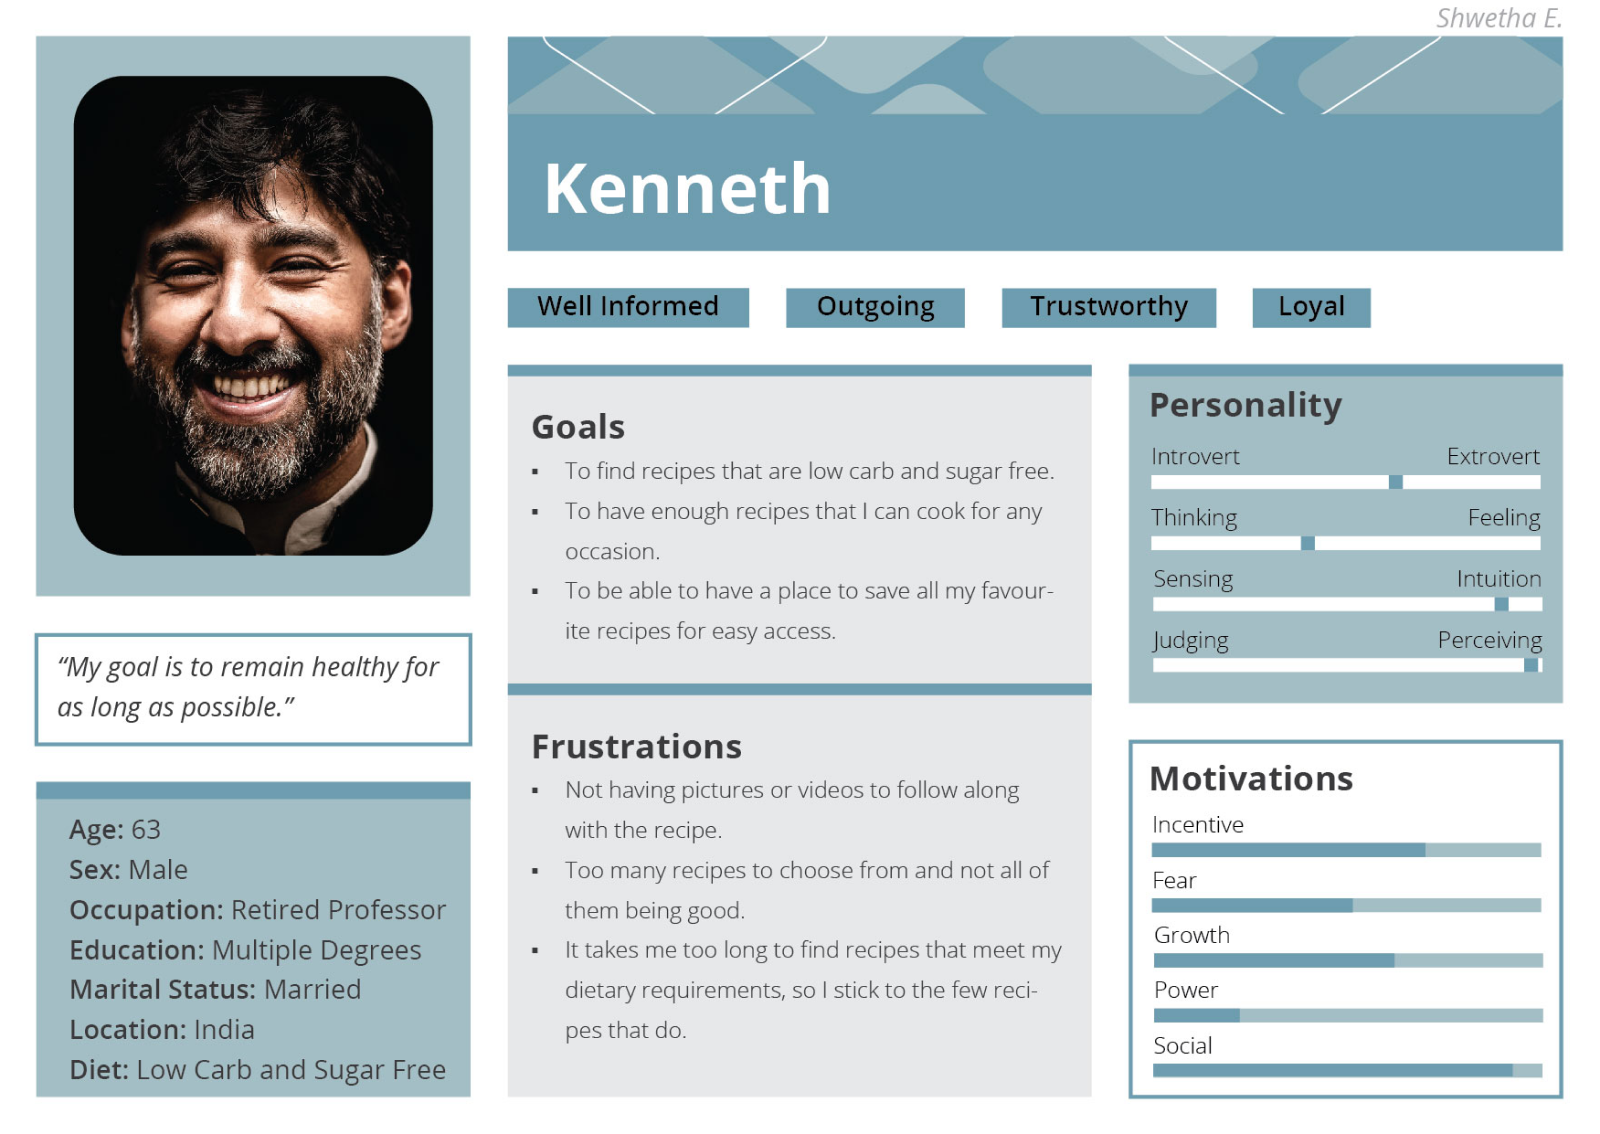 Shwetha E.
Kenneth
Well Informed
Outgoing
Trustworthy
Loyal
“My goal is to remain healthy for
as long as possible.”
Age: 63
Sex: Male
Occupation: Retired Professor
Education: Multiple Degrees
Marital Status: Married
Location: India
Diet: Low Carb and Sugar Free
Goals
▪ To find recipes that are low carb and sugar free.
▪ To have enough recipes that I can cook for any
occasion.
▪ To be able to have a place to save all my favour-
ite recipes for easy access.
Frustrations
▪ Not having pictures or videos to follow along
with the recipe.
▪ Too many recipes to choose from and not all of
them being good.
▪ It takes me too long to find recipes that meet my
dietary requirements, so I stick to the few reci-
pes that do.
Personality
Introvert Extrovert
Thinking Feeling
Sensing Intuition
Judging Perceiving
Motivations
Incentive
Fear
Growth
Power
Social